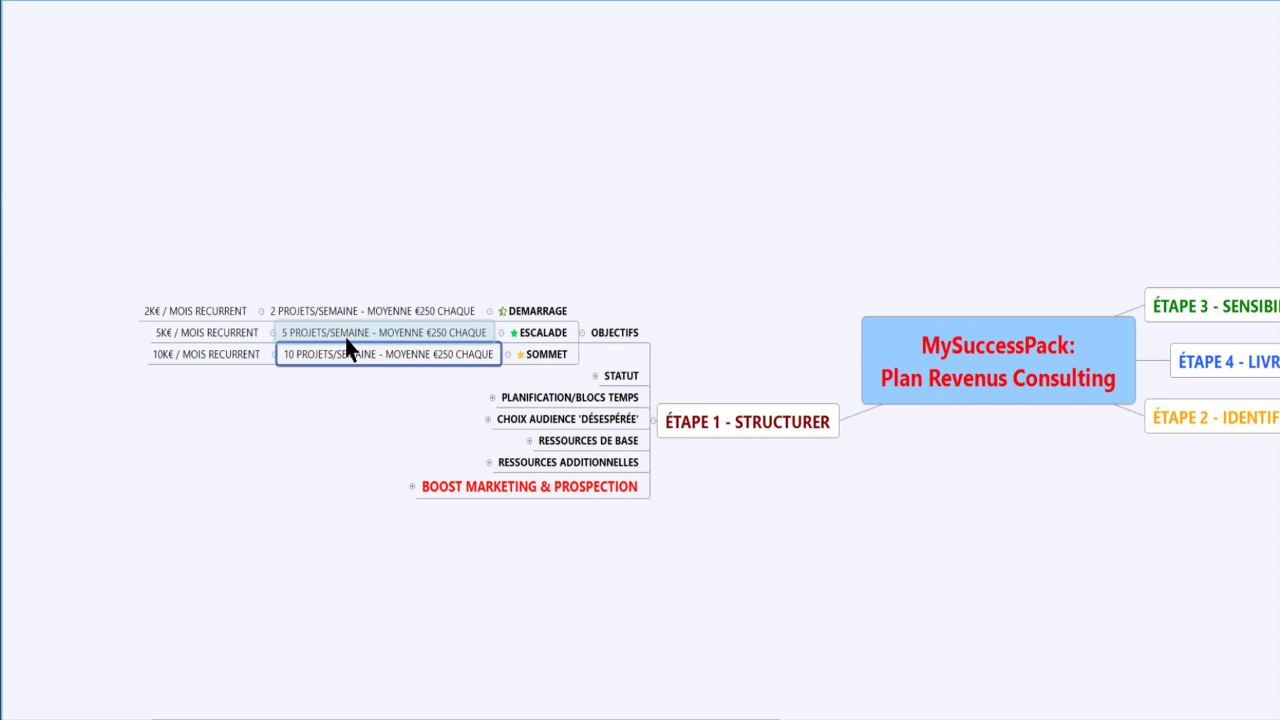 2K€ / MOIS RECURRENT 2 PROJETS/SEMAINE - MOYENNE €250 CHAQUE DEMARRAGE
5K€ / MOIS RECURRENT 5 PROJETS/SEMAINE - MOYENNE €250 CHAQUE ESCALADE OBJECTIFS
10K€ / MOIS RECURRENT 10 PROJETS/SEMAINE - MOYENNE €250 CHAQUE SOMMET
STATUT
PLANIFICATION/BLOCS TEMPS
CHOIX AUDIENCE 'DÉSESPÉRÉE'
RESSOURCES DE BASE
RESSOURCES ADDITIONNELLES
BOOST MARKETING & PROSPECTION
ÉTAPE 1 - STRUCTURER
MySuccessPack:
Plan Revenus Consulting
ÉTAPE 3 - SENSIBI
ÉTAPE 4 - LIVR
ÉTAPE 2 - IDENTIF